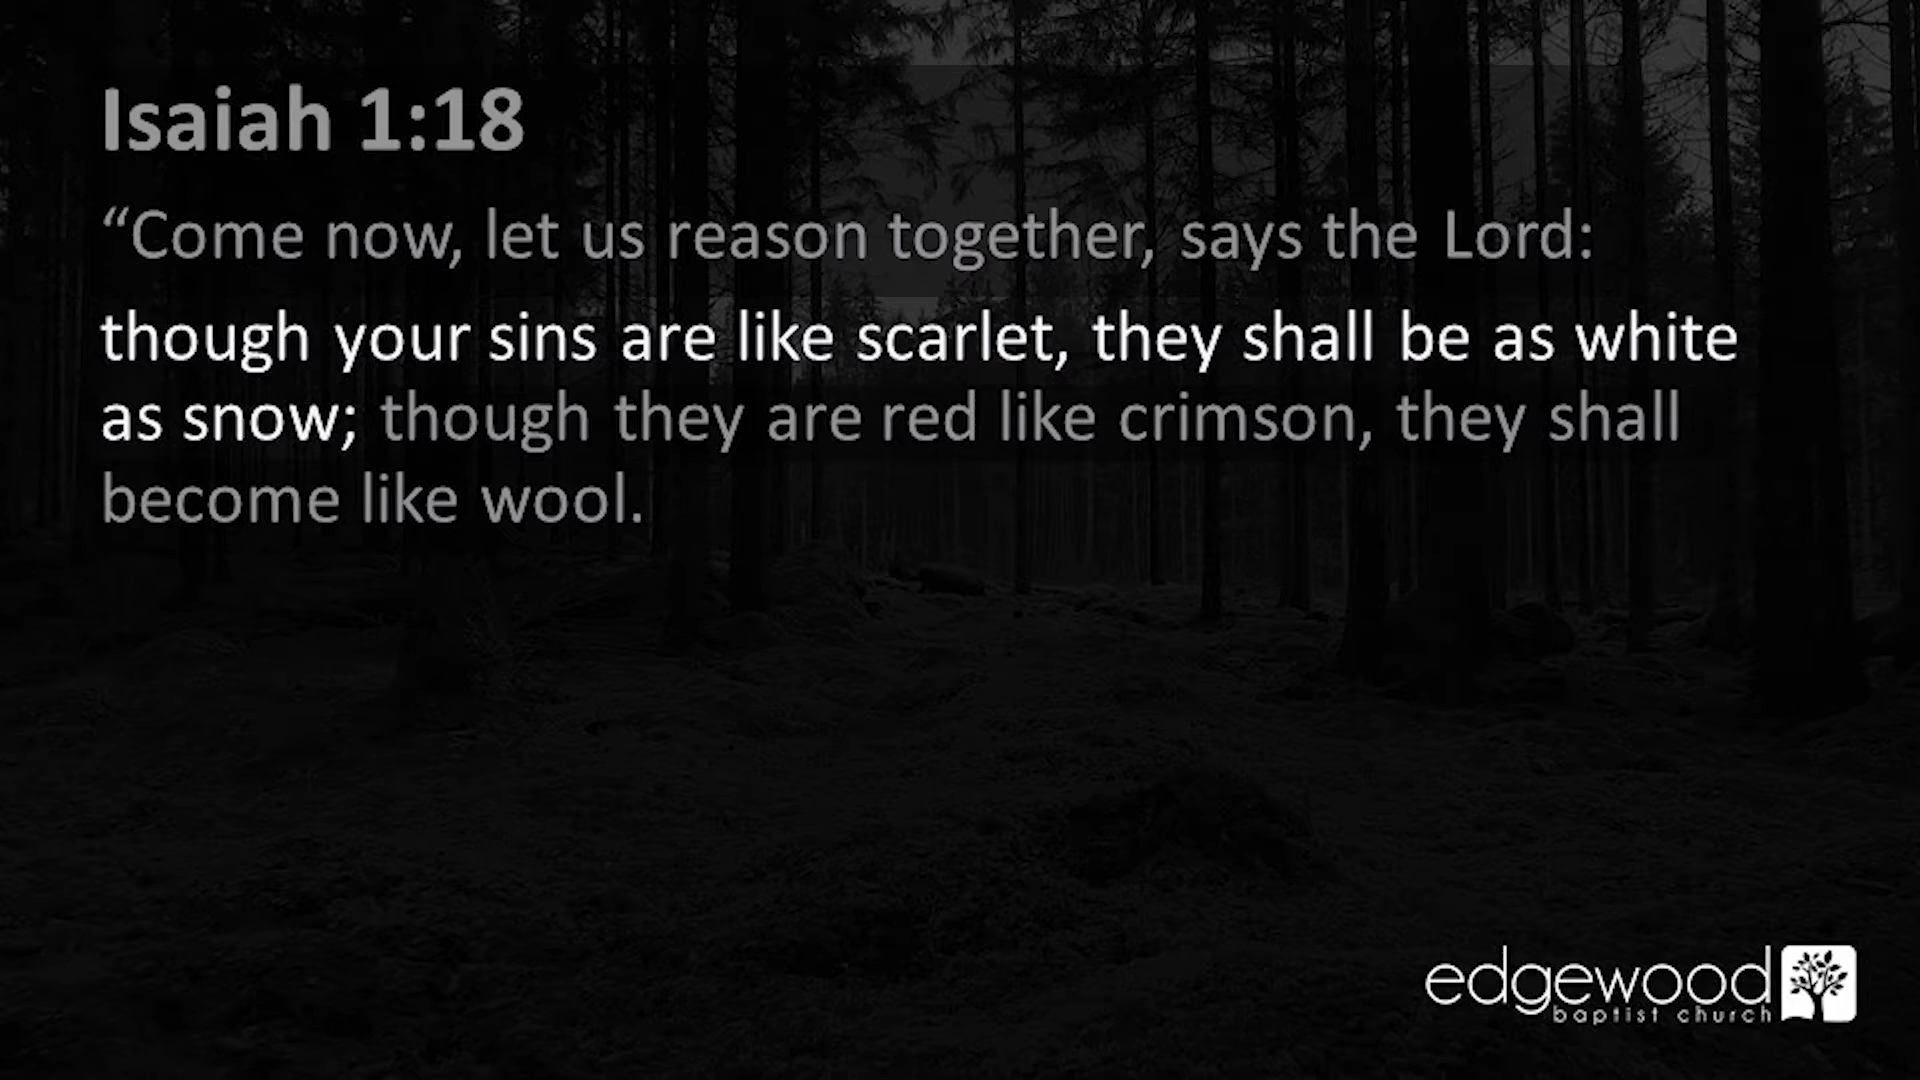 Isaiah 1:18
“Come now, let us reason together, says the Lord:
though your sins are like scarlet, they shall be as white
as snow; though they are red like crimson, they shall
become like wool.
edgewood
baptist church